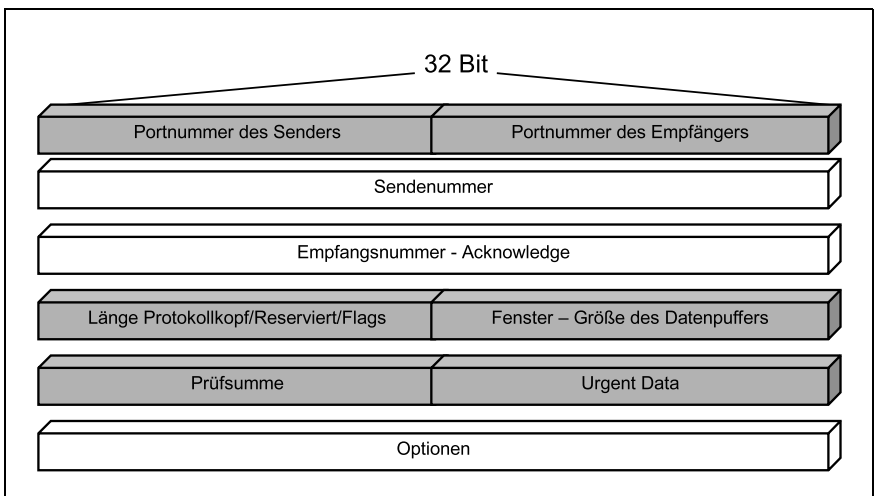 32 Bit
Portnummer des Senders
Portnummer des Empfängers
Sendenummer
Empfangsnummer - Acknowledge
Länge Protokollkopf/Reserviert/Flags
Fenster – Größe des Datenpuffers
Prüfsumme
Urgent Data
Optionen